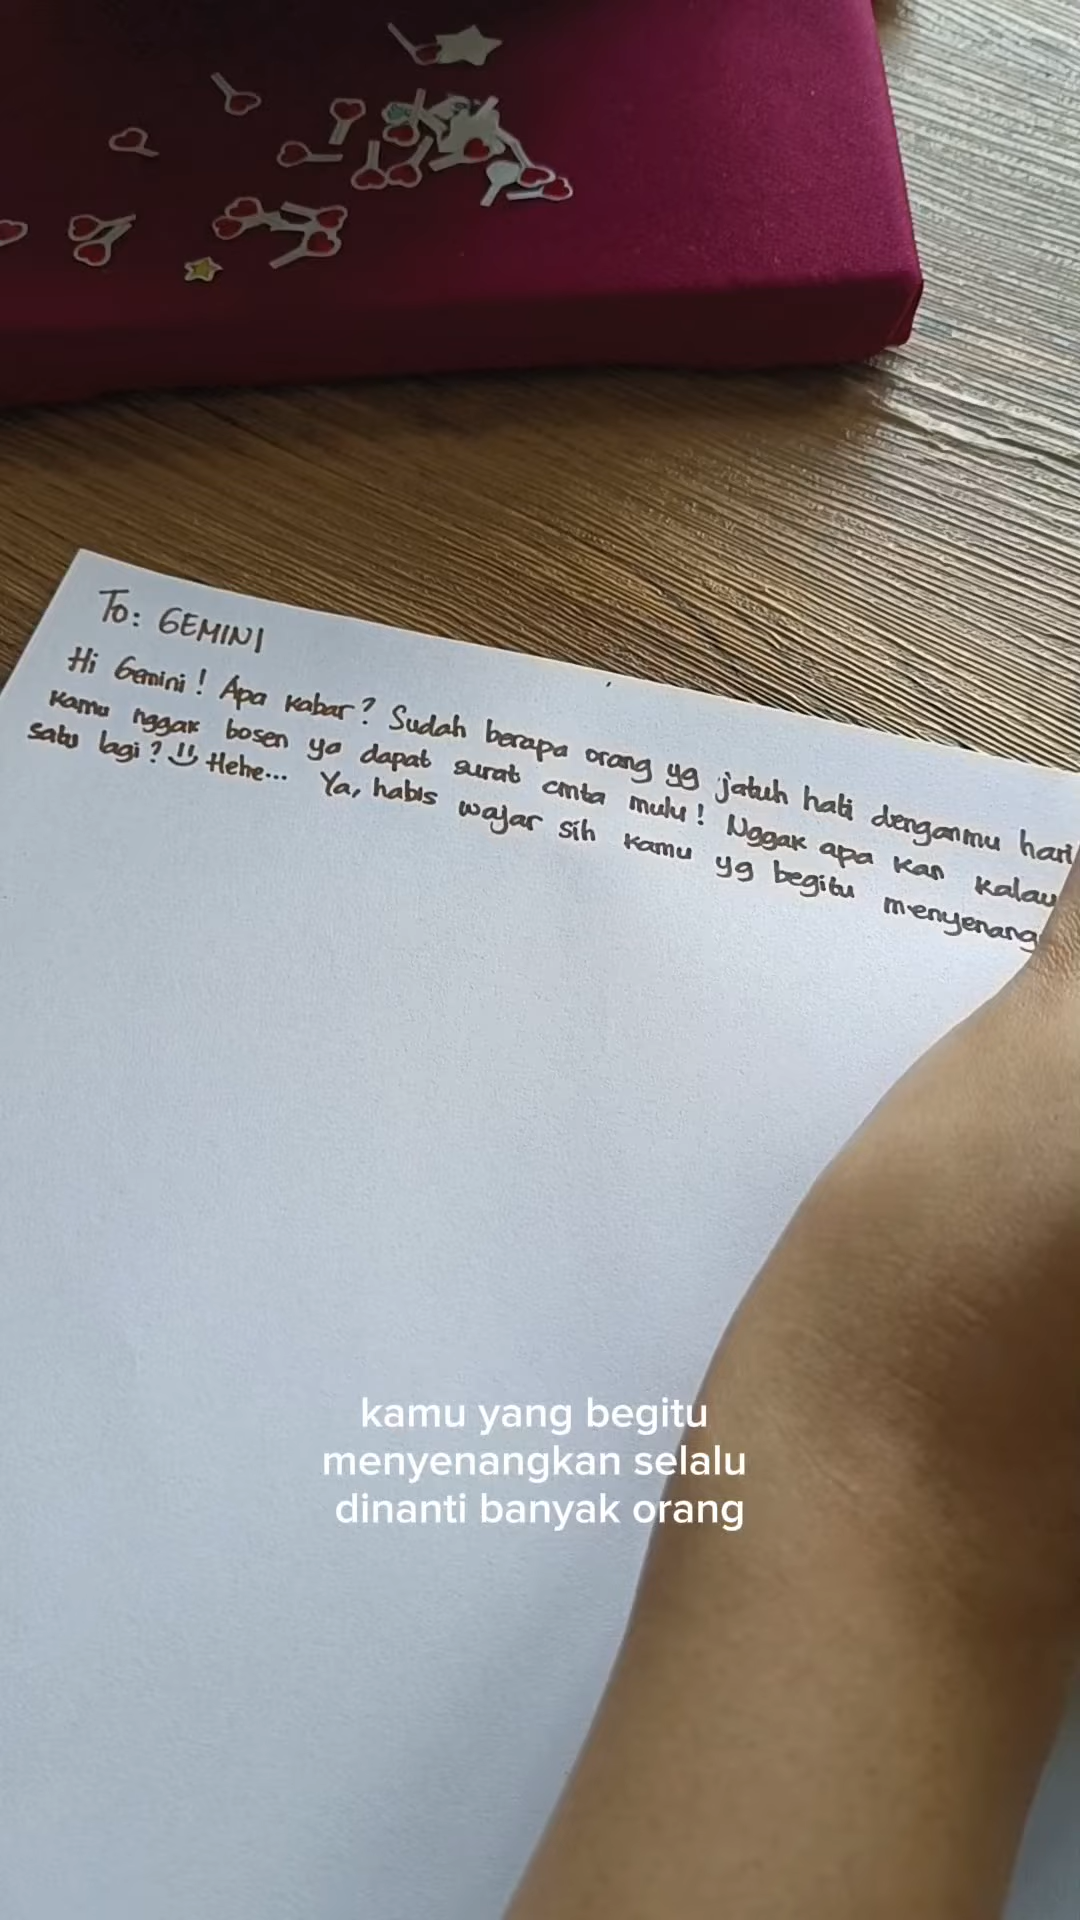 To: GEMINI
Hi Gemini! Apa kabar? Sudah berapa orang yg jatuh hati denganmu hari
kamu nggak bosen ya dapat surat cinta mulu! Nggak apa kan kalau
satu lagi? Hehe... Ya, habis wajar sih kamu yg begitu menyenang
kamu yang begitu
menyenangkan selalu
dinanti banyak orang